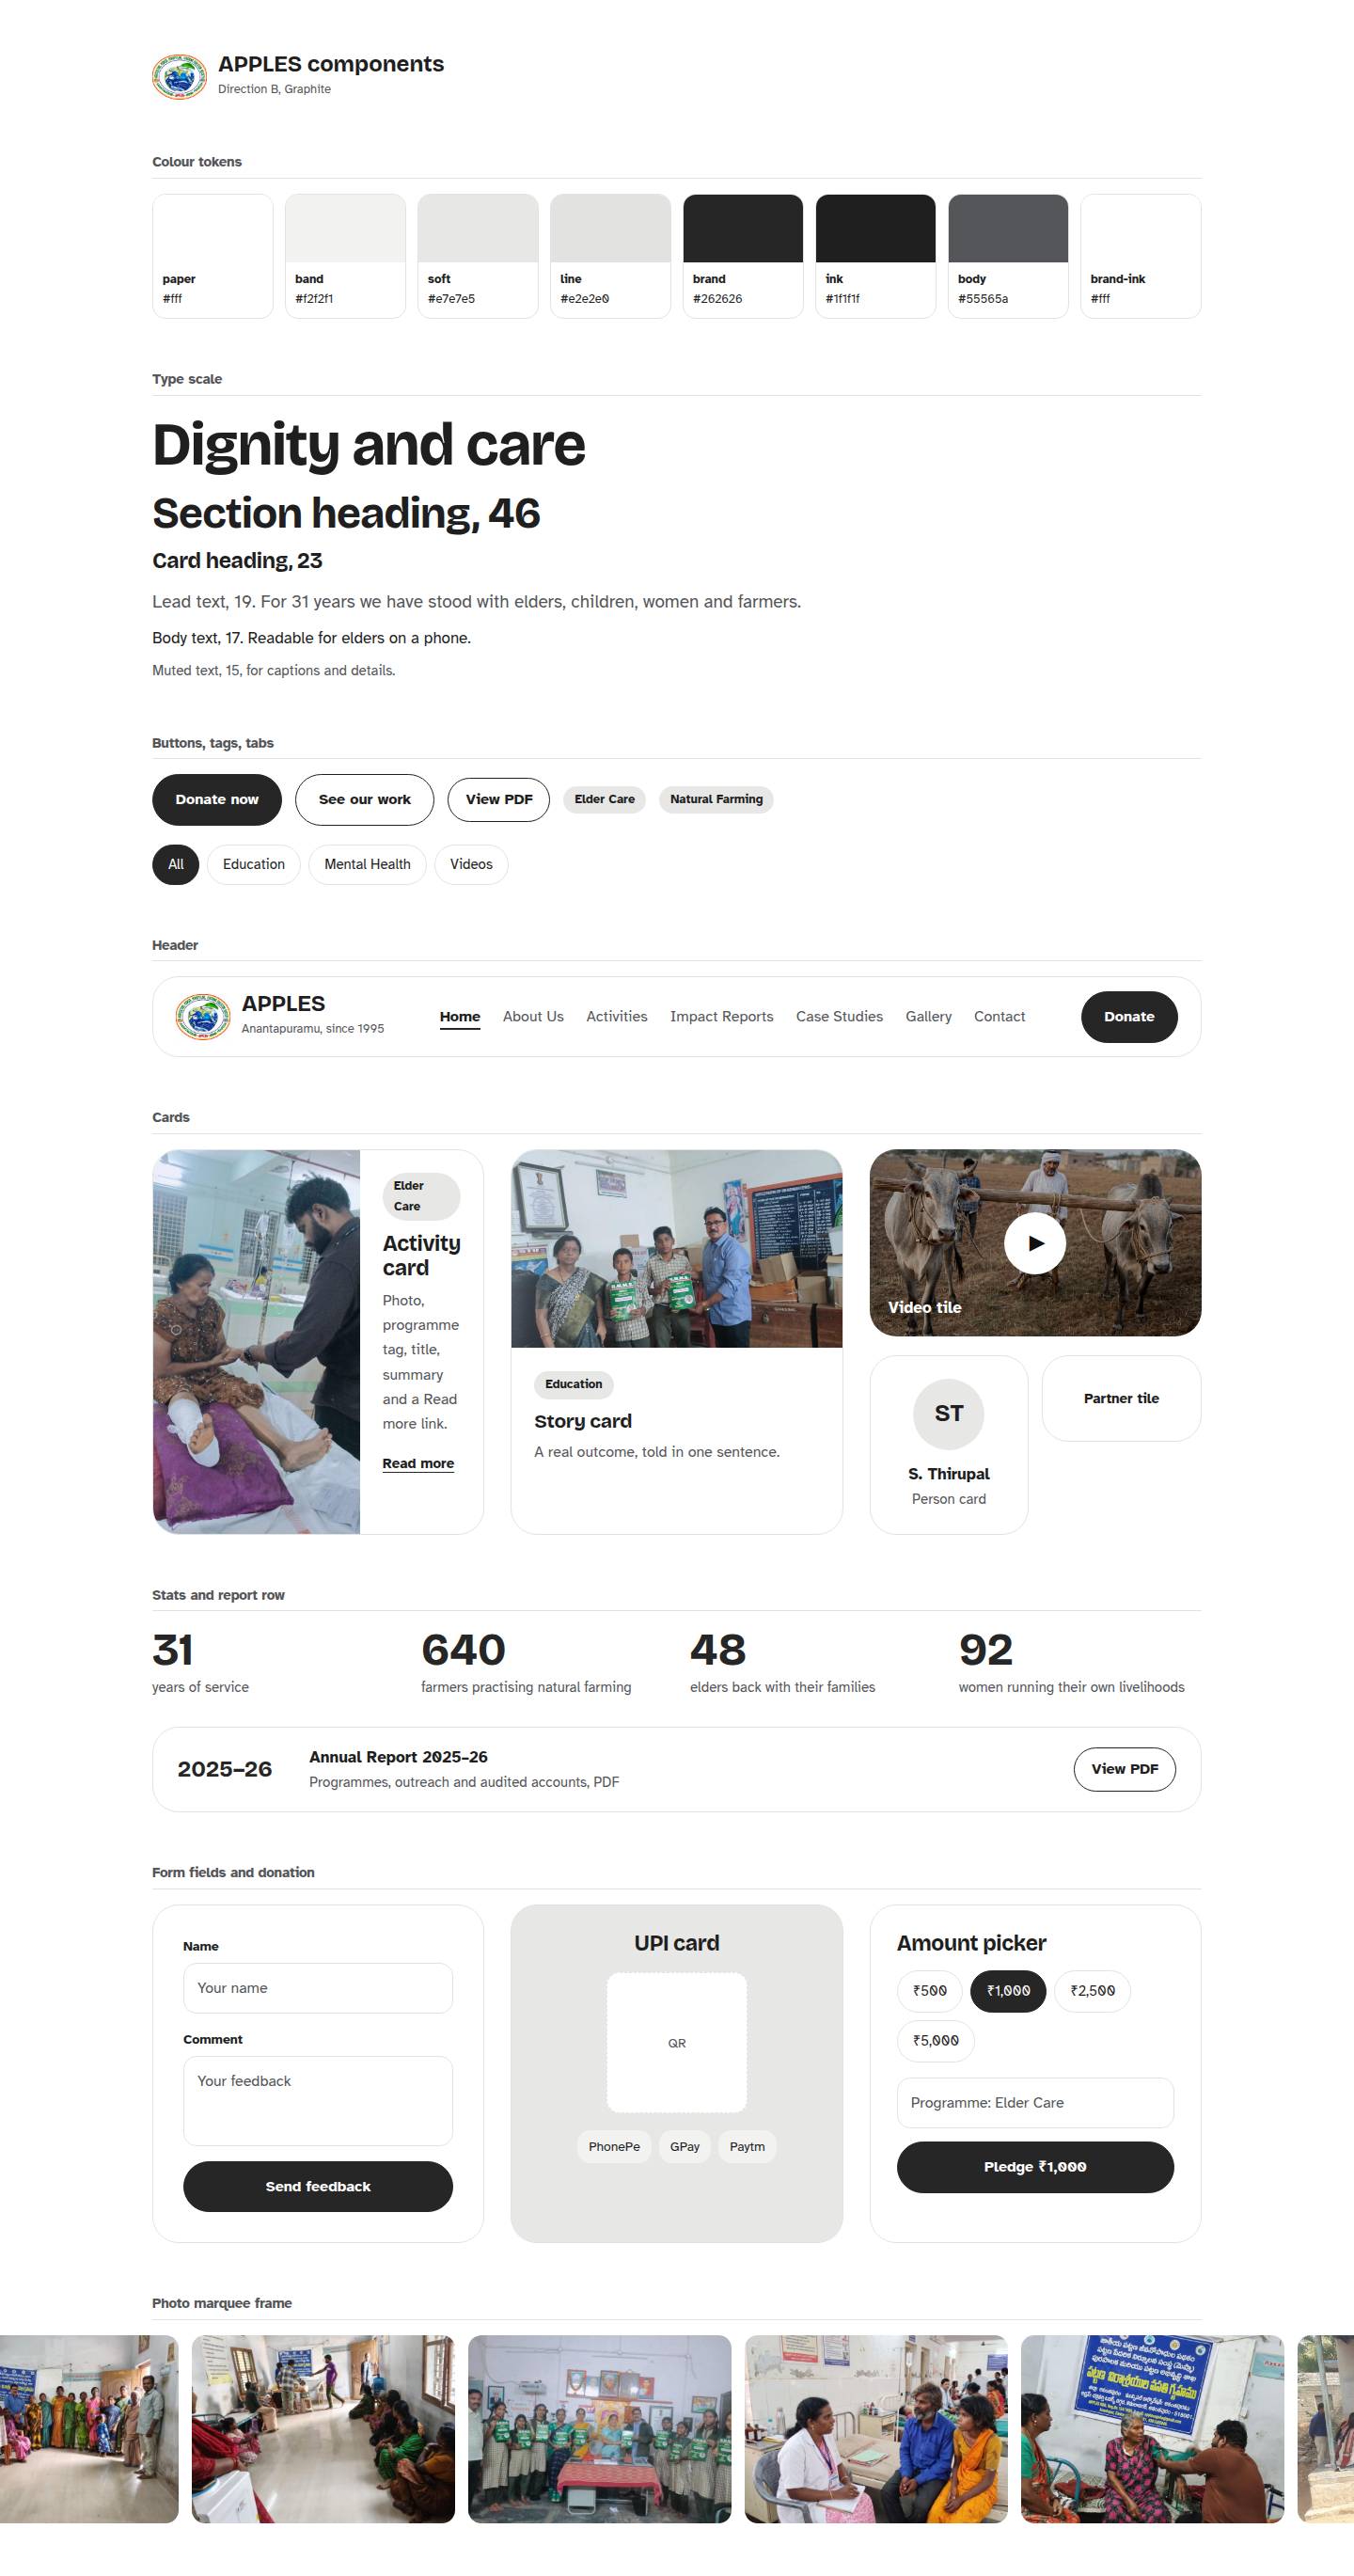 APPLES components
Direction B, Graphite
Colour tokens
paper
#fff
band
#f2f2f1
soft
#e7e7e5
line
#e2e2e0
brand
#262626
ink
#1f1f1f
body
#55565a
brand-ink
#fff
Type scale
Dignity and care
Section heading, 46
Card heading, 23
Lead text, 19. For 31 years we have stood with elders, children, women and farmers.
Body text, 17. Readable for elders on a phone.
Muted text, 15, for captions and details.
Buttons, tags, tabs
Donate now
See our work
View PDF
Elder Care
Natural Farming
All
Education
Mental Health
Videos
Header
APPLES
Anantapuramu, since 1995
Home
About Us
Activities
Impact Reports
Case Studies
Gallery
Contact
Donate
Cards
Elder
Care
Activity
card
Photo,
programme
tag, title,
summary
and a Read
more link.
Read more
Education
Story card
A real outcome, told in one sentence.
Video tile
ST
S. Thirupal
Person card
Partner tile
Stats and report row
31
years of service
640
farmers practising natural farming
48
elders back with their families
92
women running their own livelihoods
2025–26
Annual Report 2025–26
Programmes, outreach and audited accounts, PDF
View PDF
Form fields and donation
Name
Your name
Comment
Your feedback
Send feedback
UPI card
QR
PhonePe
GPay
Paytm
Amount picker
₹500
₹1,000
₹2,500
₹5,000
Programme: Elder Care
Pledge ₹1,000
Photo marquee frame